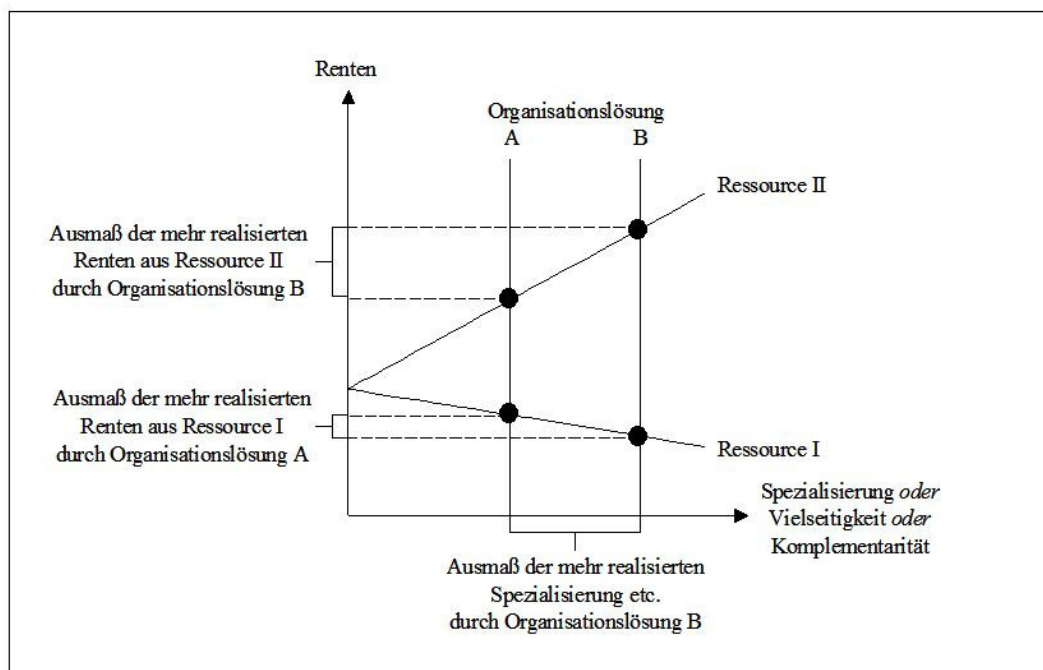 Renten
Organisationslösung
A
B
Ressource II
Ausmaß der mehr realisierten
Renten aus Ressource II
durch Organisationslösung B
Ausmaß der mehr realisierten
Renten aus Ressource I
durch Organisationslösung A
Ressource I
Spezialisierung oder
Vielseitigkeit oder
Komplementarität
Ausmaß der mehr realisierten
Spezialisierung etc.
durch Organisationslösung B